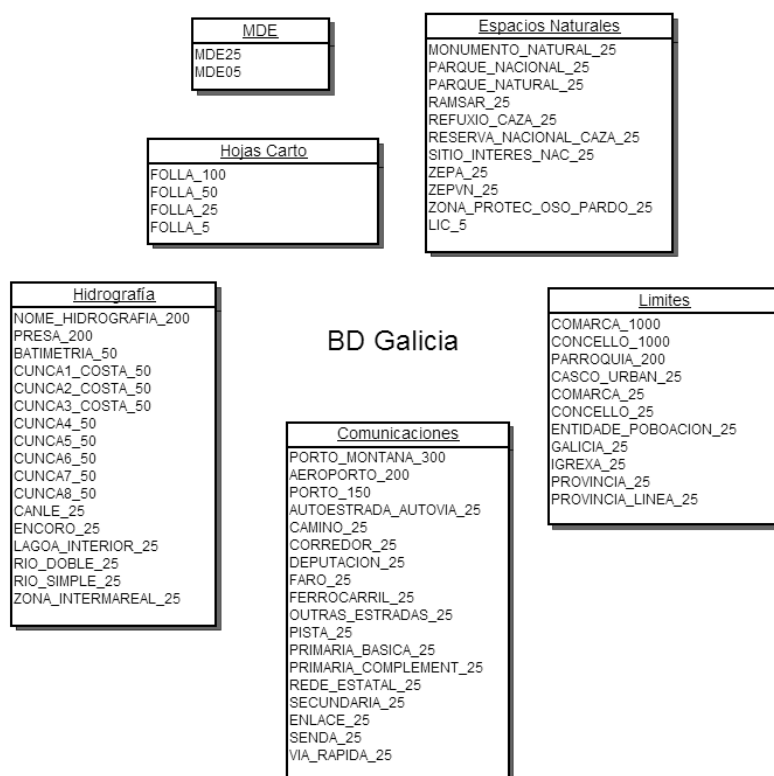 MDE
MDE25
MDE05
Espacios Naturales
MONUMENTO_NATURAL_25
PARQUE_NACIONAL_25
PARQUE_NATURAL_25
RAMSAR_25
REFUXIO_CAZA_25
RESERVA_NACIONAL_CAZA_25
SITIO_INTERES_NAC_25
ZEPA_25
ZEPVN_25
ZONA_PROTEC_OSO_PARDO_25
LIC_5
Hojas Carto
FOLLA_100
FOLLA_50
FOLLA_25
FOLLA_5
Hidrografía
NOME_HIDROGRAFIA_200
PRESA_200
BATIMETRIA_50
CUNCA1_COSTA_50
CUNCA2_COSTA_50
CUNCA3_COSTA_50
CUNCA4_50
CUNCA5_50
CUNCA6_50
CUNCA7_50
CUNCA8_50
CANLE_25
ENCORO_25
LAGOA_INTERIOR_25
RIO_DOBLE_25
RIO_SIMPLE_25
ZONA_INTERMAREAL_25
BD Galicia
Limites
COMARCA_1000
CONCELLO_1000
PARROQUIA_200
CASCO_URBAN_25
COMARCA_25
CONCELLO_25
ENTIDADE_POBOACION_25
GALICIA_25
IGREXA_25
PROVINCIA_25
PROVINCIA_LINEA_25
Comunicaciones
PORTO_MONTANA_300
AEROPORTO_200
PORTO_150
AUTOESTRADA_AUTOVIA_25
CAMINO_25
CORREDOR_25
DEPUTACION_25
FARO_25
FERROCARRIL_25
OUTRAS_ESTRADAS_25
PISTA_25
PRIMARIA_BASICA_25
PRIMARIA_COMPLEMENT_25
REDE_ESTATAL_25
SECUNDARIA_25
ENLACE_25
SENDA_25
VIA_RAPIDA_25